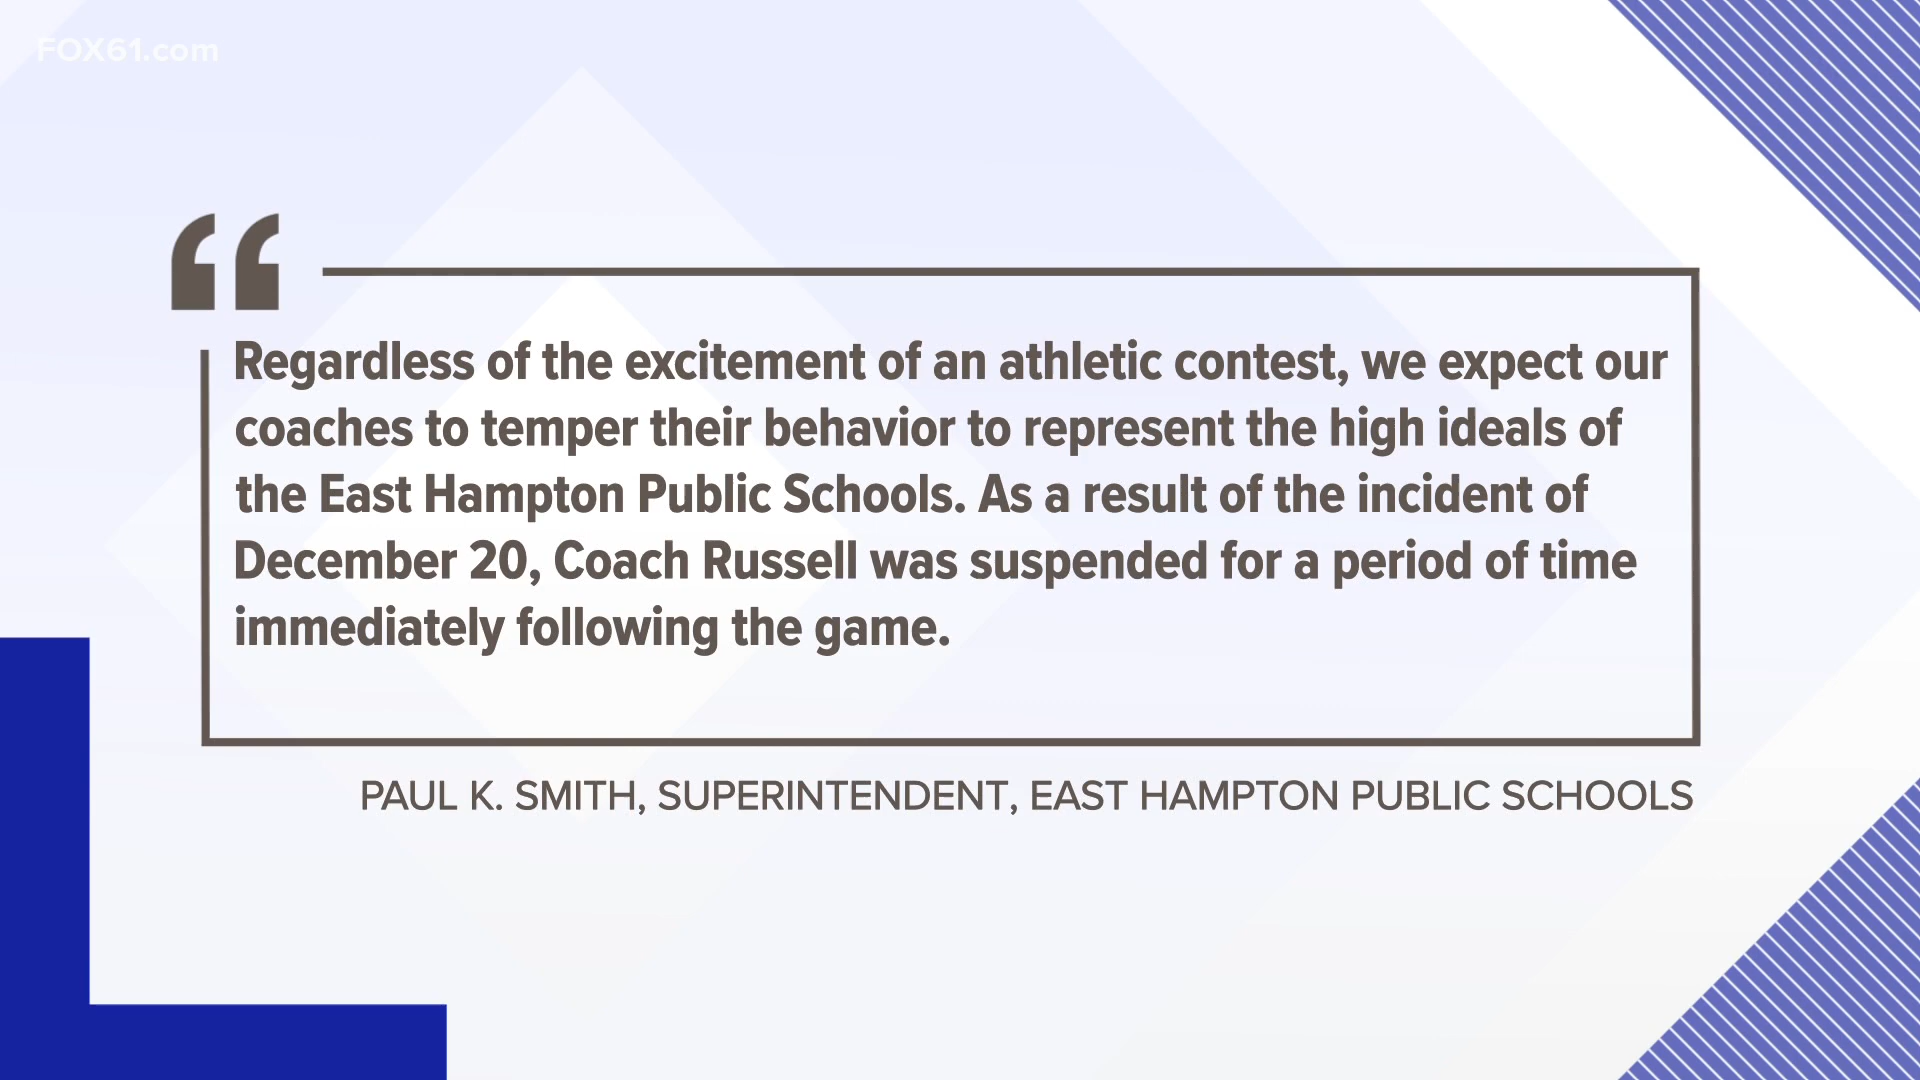 FOX61.com
“
Regardless of the excitement of an athletic contest, we expect our
coaches to temper their behavior to represent the high ideals of
the East Hampton Public Schools. As a result of the incident of
December 20, Coach Russell was suspended for a period of time
immediately following the game.
PAUL K. SMITH, SUPERINTENDENT, EAST HAMPTON PUBLIC SCHOOLS